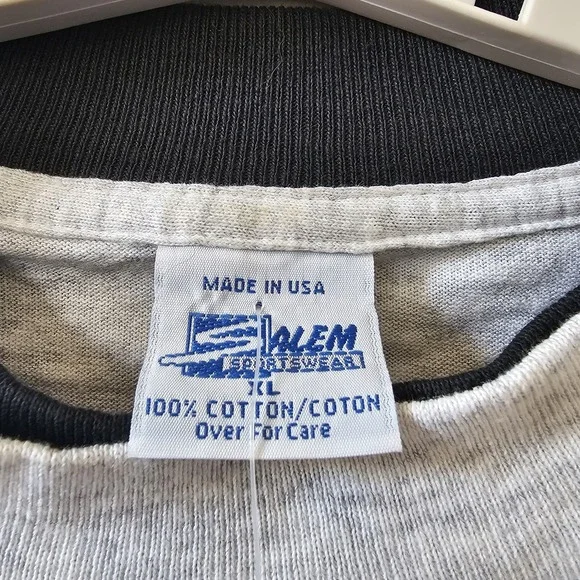 MADE IN USA
SALEM
SPORTSWEAR
XL
100% COTTON/COTON
Over For Care